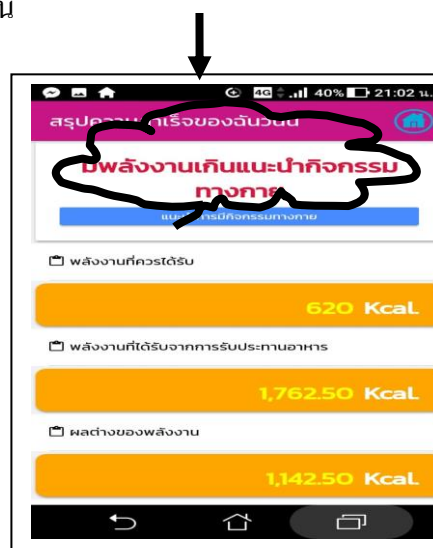 น
4G 40% 21:02 น.
สรุปความสำเร็จของฉันวันนี้
มีพลังงานเกินแนะนำกิจกรรม
ทางกาย
แนะนำการมีกิจกรรมทางกาย
พลังงานที่ควรได้รับ
620 Kcal
พลังงานที่ได้รับจากการรับประทานอาหาร
1,762.50 Kcal
ผลต่างของพลังงาน
1,142.50 Kcal